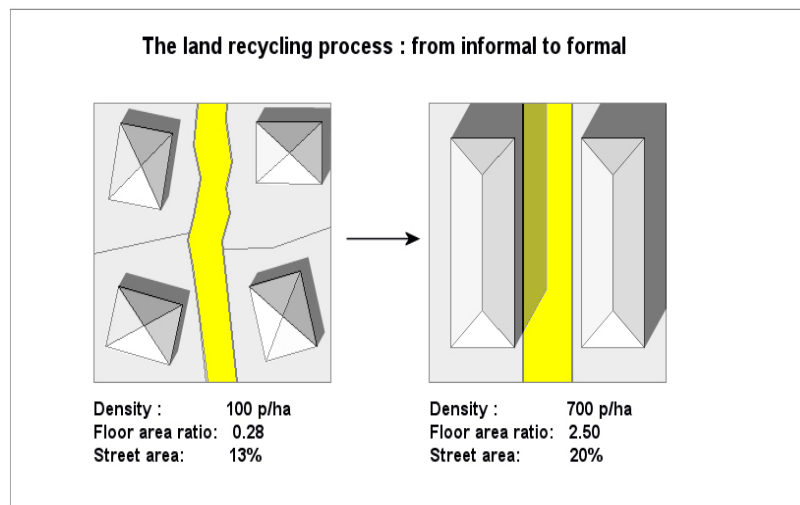 The land recycling process : from informal to formal
Density : 100 p/ha
Floor area ratio: 0.28
Street area: 13%
Density : 700 p/ha
Floor area ratio: 2.50
Street area: 20%